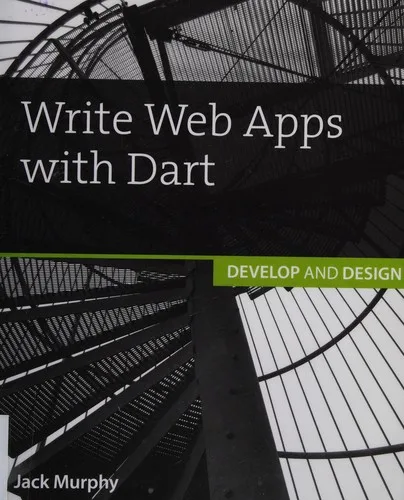 Write Web Apps
with Dart
DEVELOP AND DESIGN
Jack Murphy